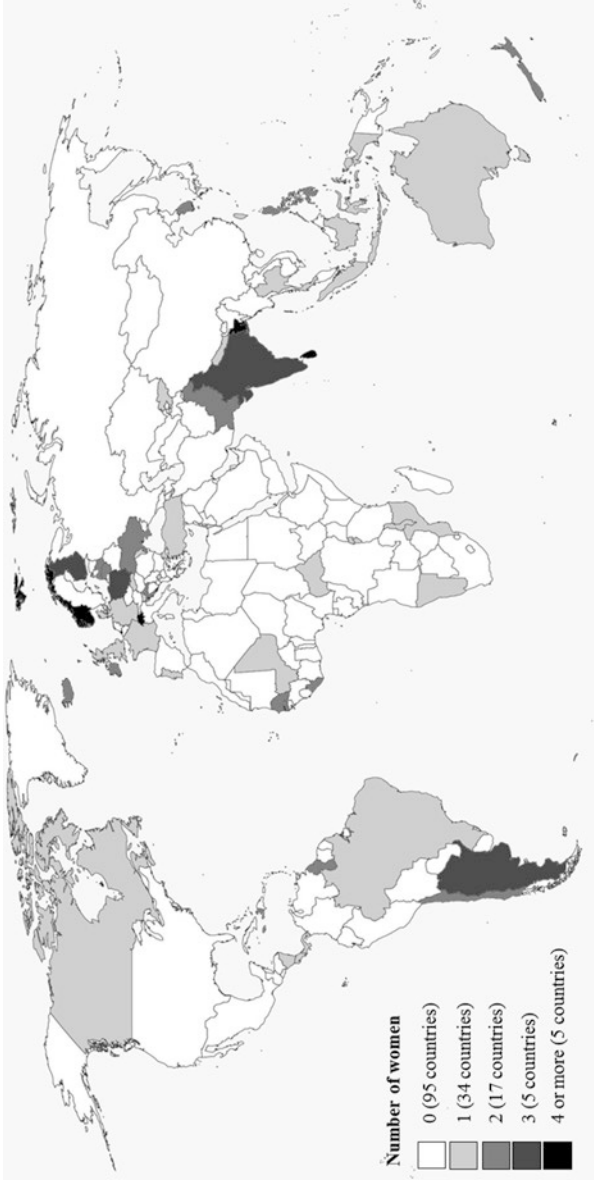 Number of women
0 (95 countries)
1 (34 countries)
2 (17 countries)
3 (5 countries)
4 or more (5 countries)